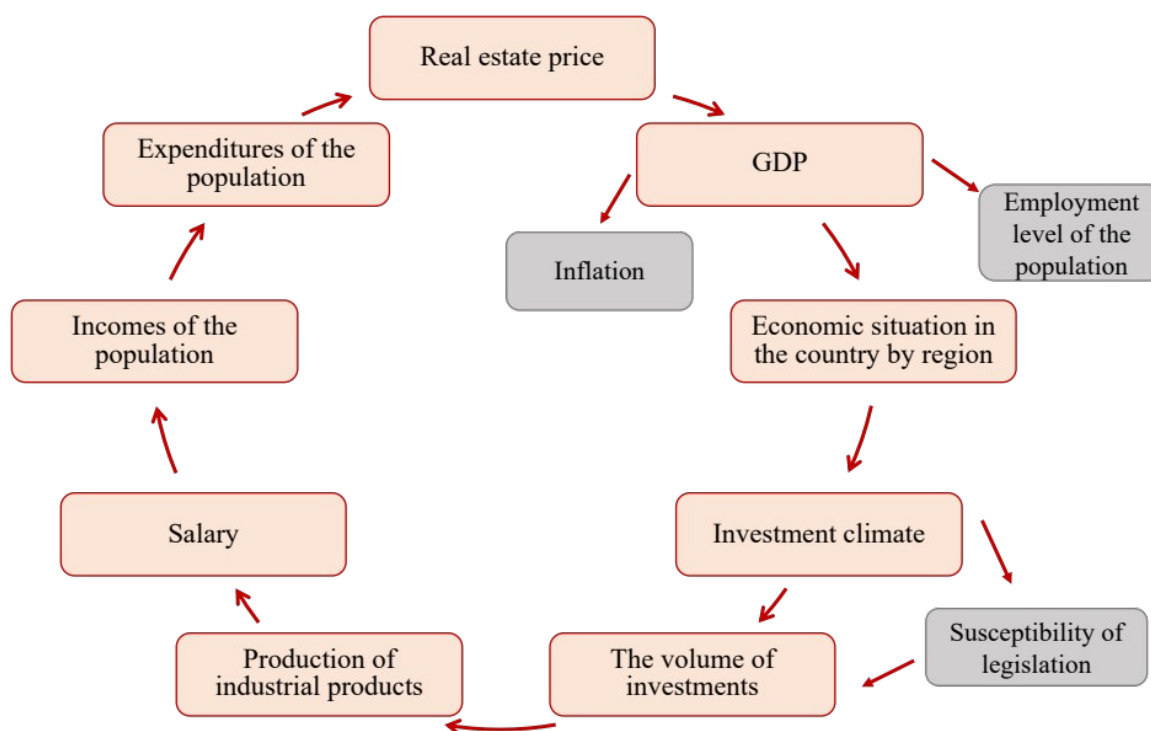 Real estate price
Expenditures of the
population
GDP
Employment
level of the
population
Inflation
Incomes of the
population
Economic situation in
the country by region
Salary
Investment climate
Production of
industrial products
The volume of
investments
Susceptibility of
legislation